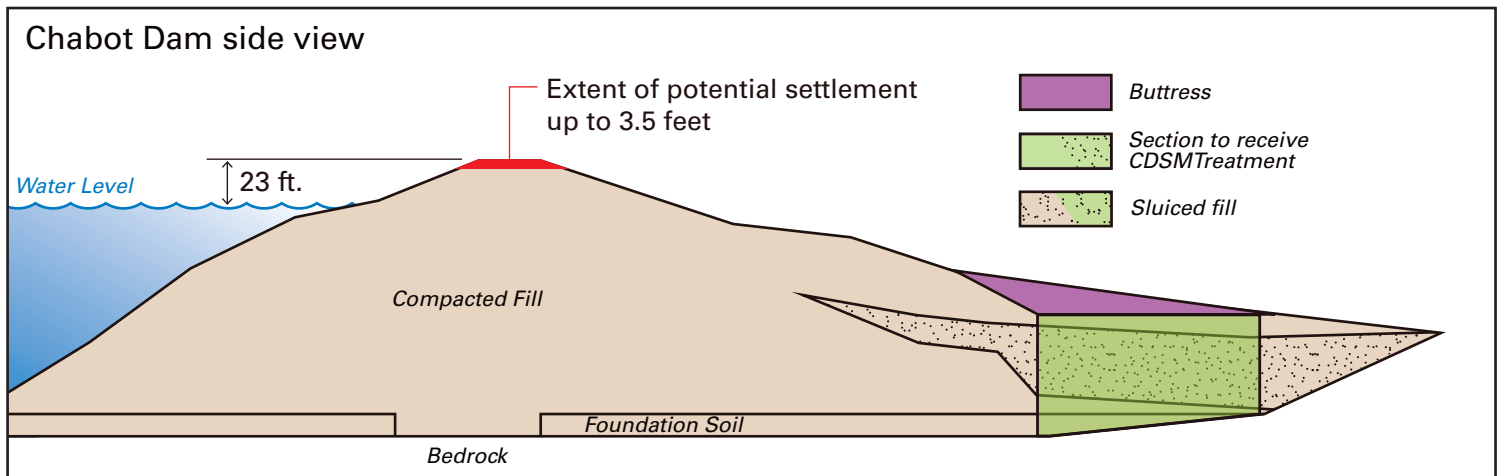 Chabot Dam side view
Extent of potential settlement
up to 3.5 feet
Buttress
Section to receive
CDSMTreatment
Sluiced fill
23 ft.
Water Level
Compacted Fill
Foundation Soil
Bedrock